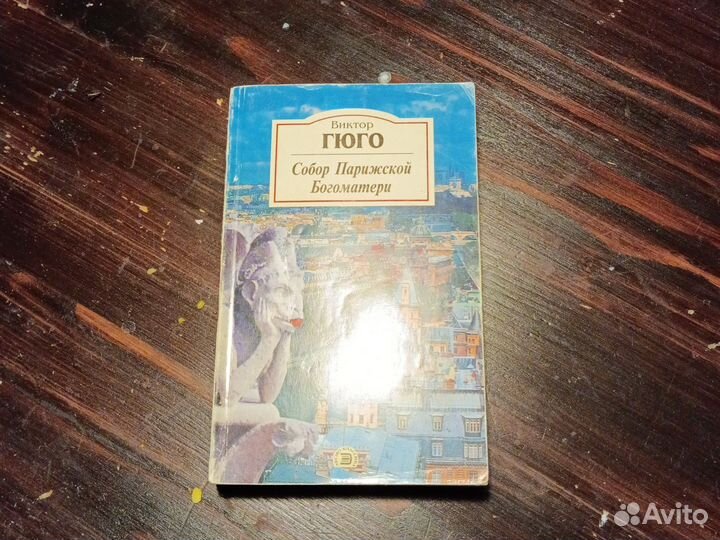 Виктор
ГЮГО
Собор Парижской
Богоматери
Avito